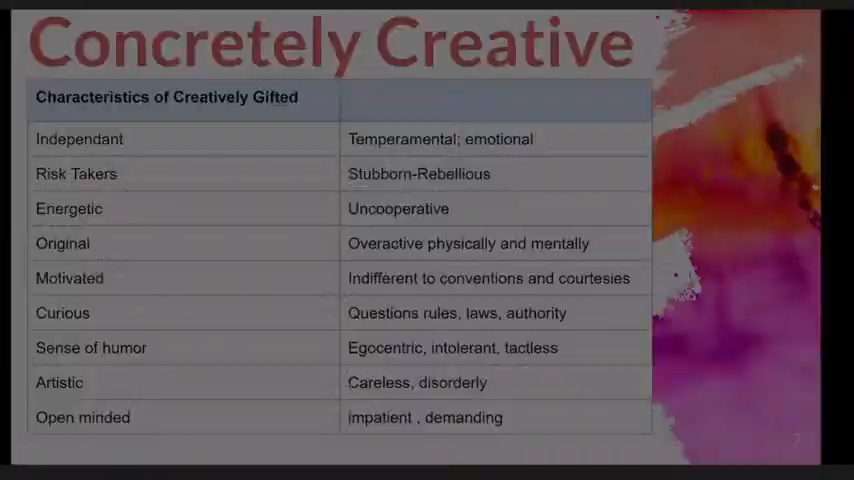 Concretely Creative
Characteristics of Creatively Gifted
Independant Temperamental; emotional
Risk Takers Stubborn-Rebellious
Energetic Uncooperative
Original Overactive physically and mentally
Motivated Indifferent to conventions and courtesies
Curious Questions rules, laws, authority
Sense of humor Egocentric, intolerant, tactless
Artistic Careless, disorderly
Open minded impatient , demanding
7